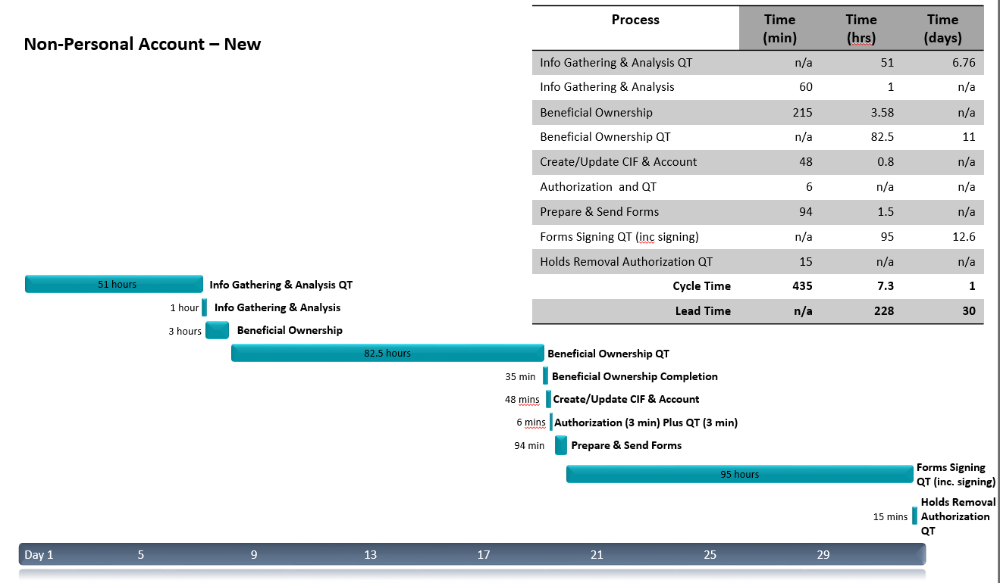 Non-Personal Account – New
Process Time (min) Time (hrs) Time (days)
Info Gathering & Analysis QT n/a 51 6.76
Info Gathering & Analysis 60 1 n/a
Beneficial Ownership 215 3.58 n/a
Beneficial Ownership QT n/a 82.5 11
Create/Update CIF & Account 48 0.8 n/a
Authorization  and QT 6 n/a n/a
Prepare & Send Forms 94 1.5 n/a
Forms Signing QT (inc signing) n/a 95 12.6
Holds Removal Authorization QT 15 n/a n/a
Cycle Time 435 7.3 1
Lead Time n/a 228 30
51 hours Info Gathering & Analysis QT
1 hour Info Gathering & Analysis
3 hours Beneficial Ownership
82.5 hours Beneficial Ownership QT
35 min Beneficial Ownership Completion
48 mins Create/Update CIF & Account
6 mins Authorization (3 min) Plus QT (3 min)
94 min Prepare & Send Forms
95 hours Forms Signing
QT (inc. signing)
Holds Removal
15 mins Authorization
QT
Day 1 5 9 13 17 21 25 29